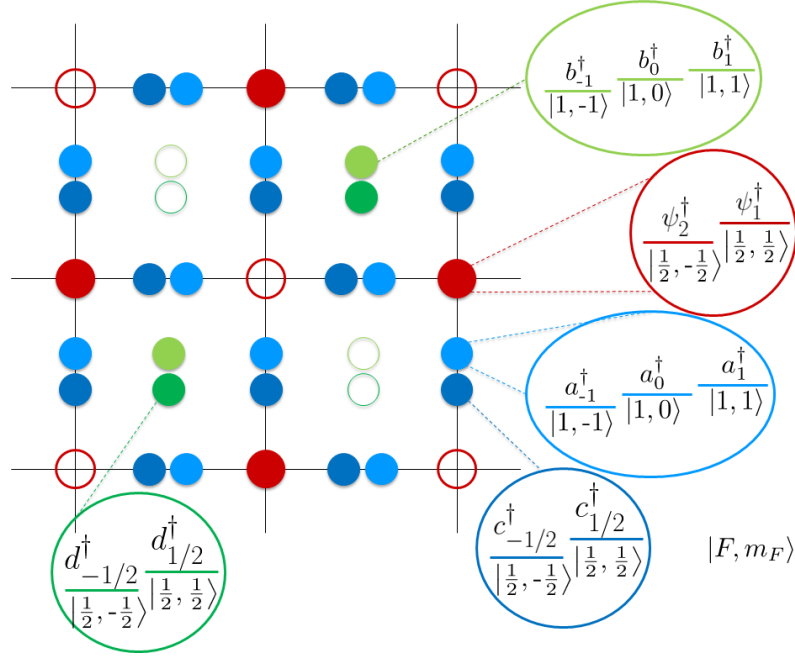 b†₋₁ b†₀ b†₁
|1,-1⟩ |1,0⟩ |1,1⟩
ψ†₂ ψ†₁
|½,-½⟩ |½,½⟩
a†₋₁ a†₀ a†₁
|1,-1⟩ |1,0⟩ |1,1⟩
c†₋₁/₂ c†₁/₂
|½,-½⟩ |½,½⟩
|F,m_F⟩
d†₋₁/₂ d†₁/₂
|½,-½⟩ |½,½⟩